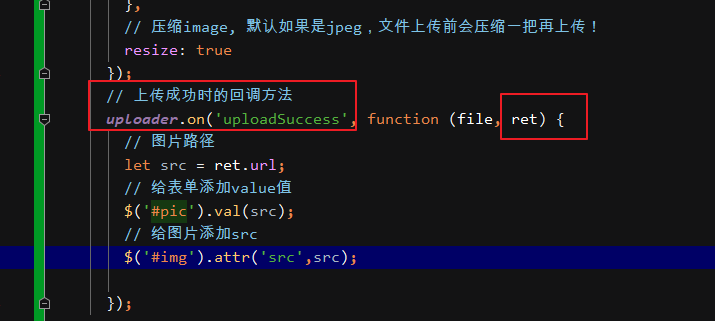 },
// 压缩image, 默认如果是jpeg，文件上传前会压缩一把再上传！
resize: true
});
// 上传成功时的回调方法
uploader.on('uploadSuccess', function (file, ret) {
// 图片路径
let src = ret.url;
// 给表单添加value值
$('#pic').val(src);
// 给图片添加src
$('#img').attr('src',src);
});